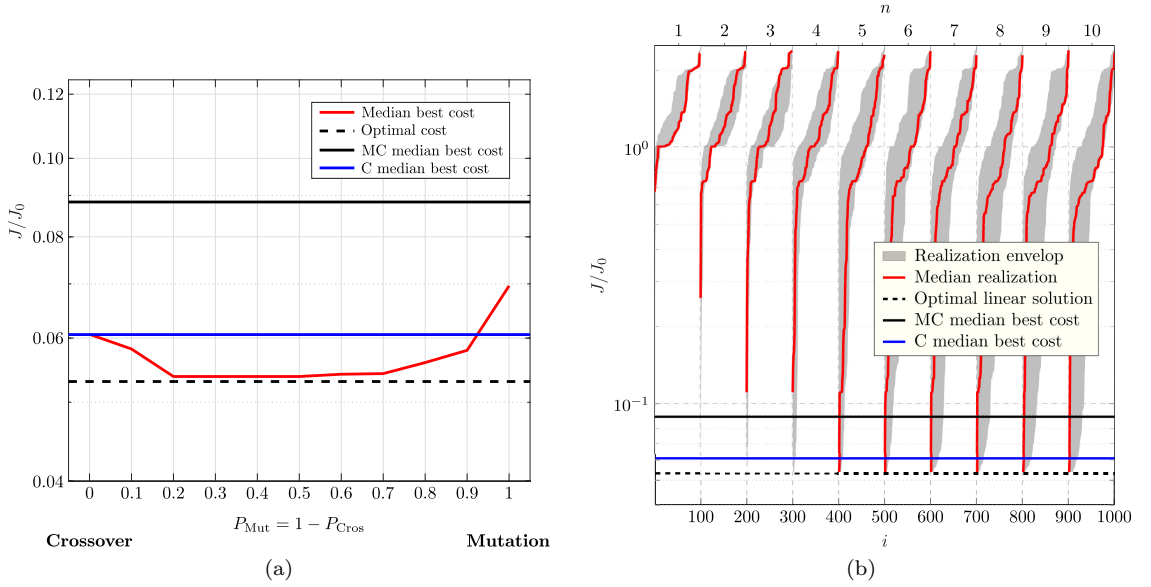 n
1 2 3 4 5 6 7 8 9 10
0.12
0.10
0.08
0.06
0.04
J/J₀
Median best cost
Optimal cost
MC median best cost
C median best cost
0 0.1 0.2 0.3 0.4 0.5 0.6 0.7 0.8 0.9 1
P_Mut = 1 − P_Cros
Crossover Mutation
(a)
10⁰
10⁻¹
J/J₀
Realization envelop
Median realization
Optimal linear solution
MC median best cost
C median best cost
100 200 300 400 500 600 700 800 900 1000
i
(b)